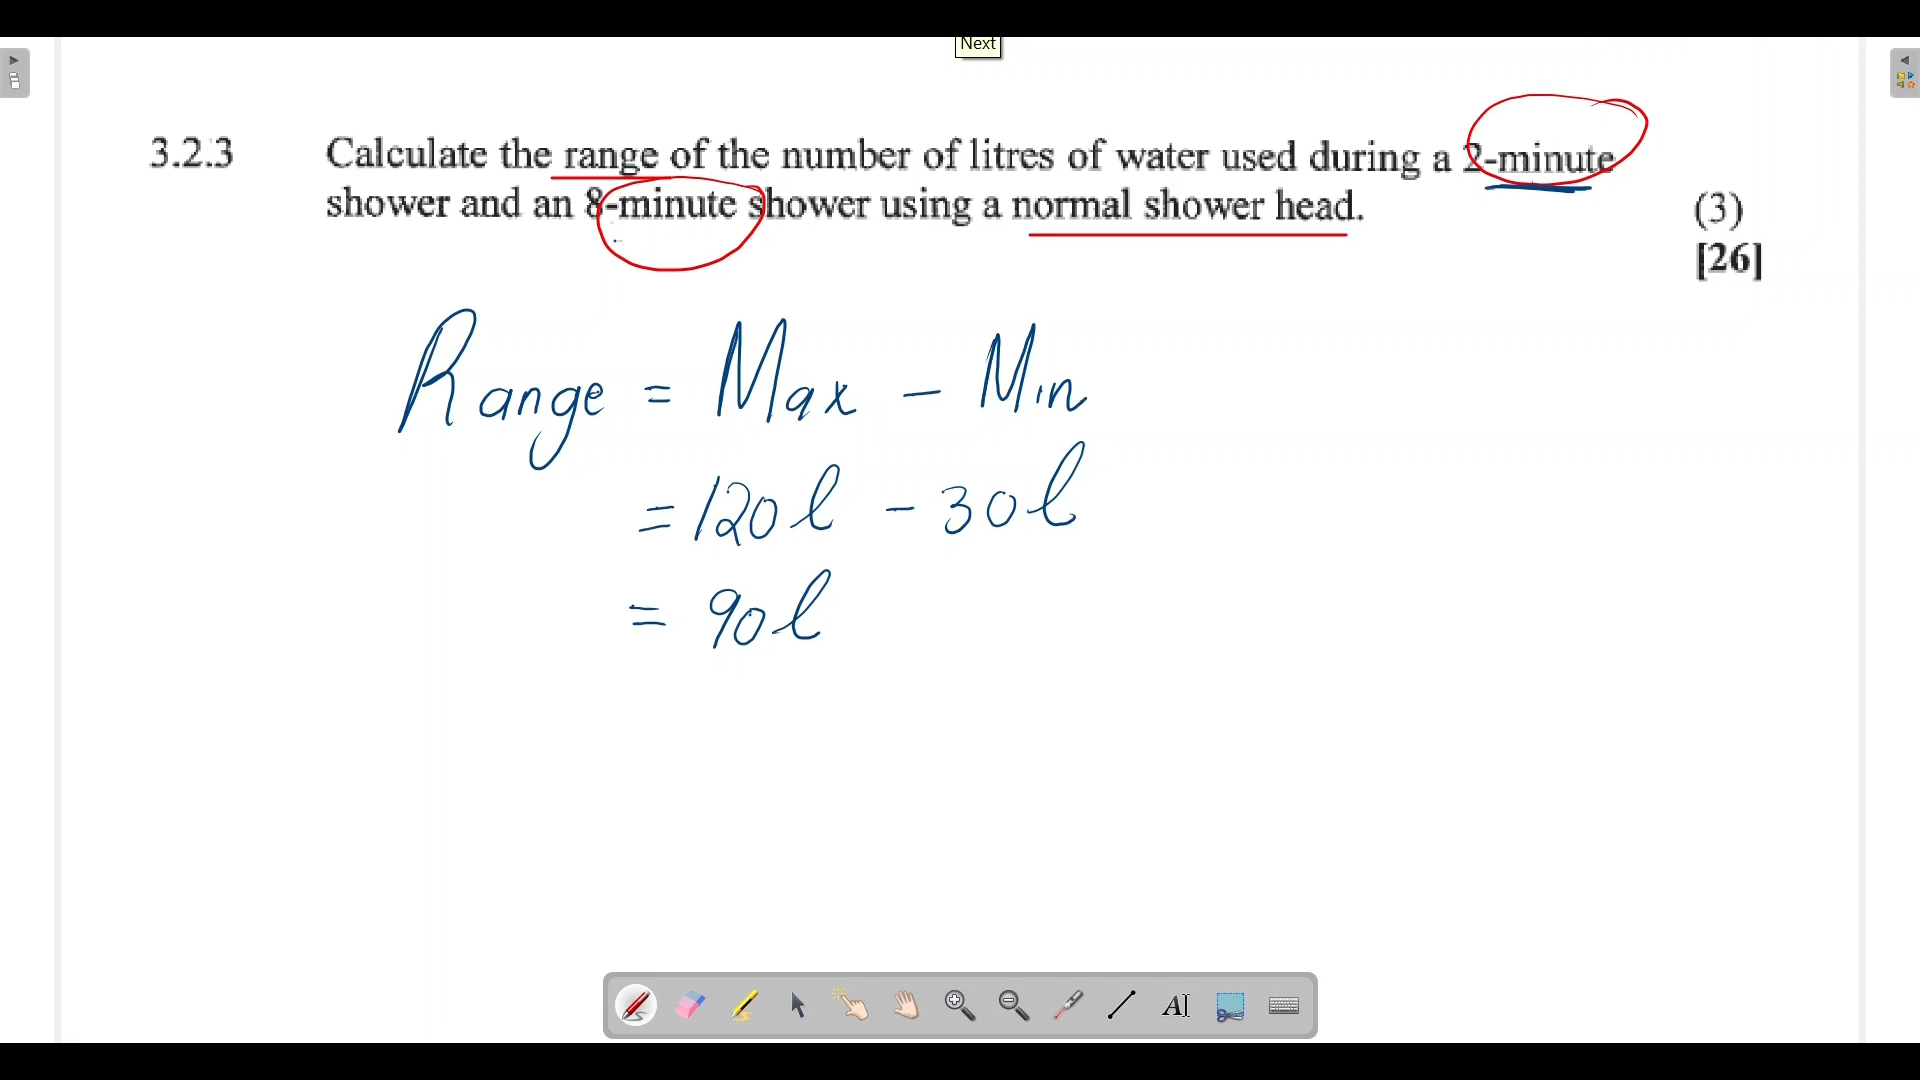 Next
3.2.3 Calculate the range of the number of litres of water used during a 2-minute
shower and an 8-minute shower using a normal shower head. (3)
[26]
Range = Max - Min
= 120l - 30l
= 90l
AI